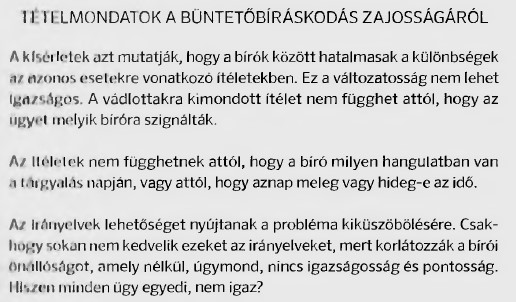 TÉTELMONDATOK A BÜNTETŐBÍRÁSKODÁS ZAJOSSÁGÁRÓL
A kísérletek azt mutatják, hogy a bírók között hatalmasak a különbségek
az azonos esetekre vonatkozó ítéletekben. Ez a változatosság nem lehet
igazságos. A vádlottakra kimondott ítélet nem függhet attól, hogy az
ügyet melyik bíróra szignálták.
Az ítéletek nem függhetnek attól, hogy a bíró milyen hangulatban van
a tárgyalás napján, vagy attól, hogy aznap meleg vagy hideg-e az idő.
Az irányelvek lehetőséget nyújtanak a probléma kiküszöbölésére. Csak-
hogy sokan nem kedvelik ezeket az irányelveket, mert korlátozzák a bírói
önállóságot, amely nélkül, úgymond, nincs igazságosság és pontosság.
Hiszen minden ügy egyedi, nem igaz?